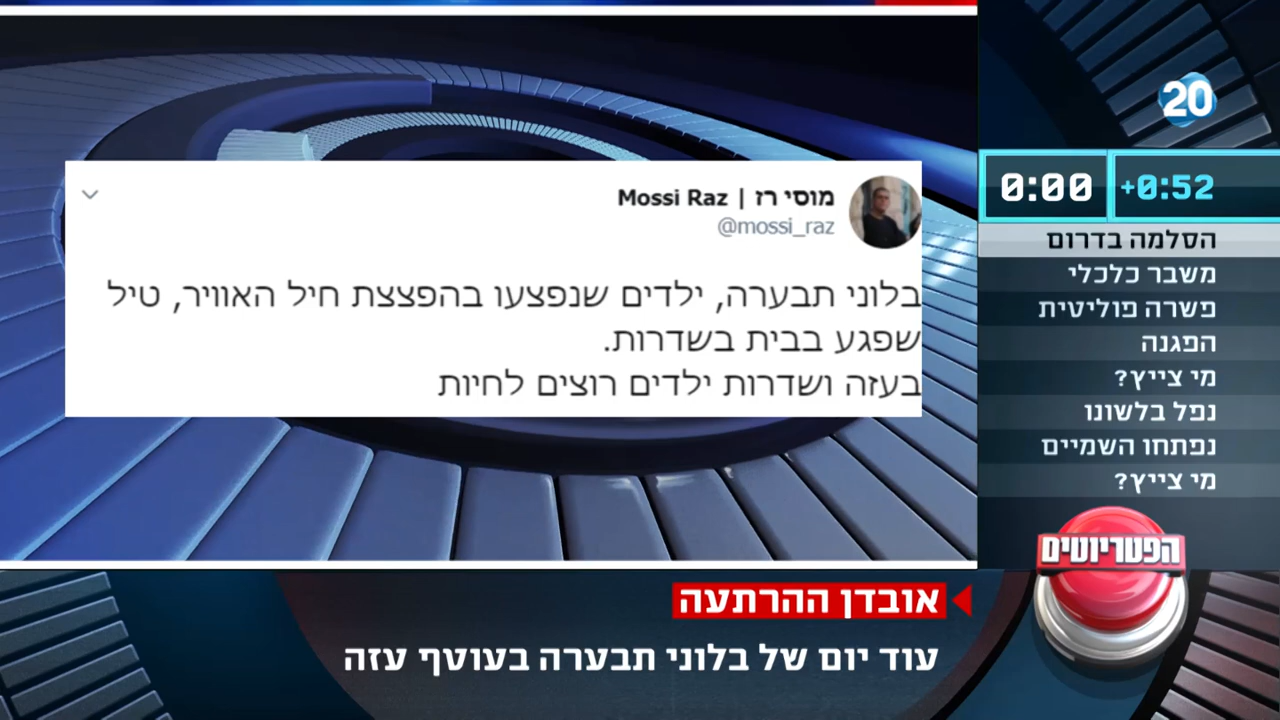 20
0:00 +0:52
הסלמה בדרום
משבר כלכלי
פשרה פוליטית
הפגנה
מי צייץ?
נפל בלשונו
נפתחו השמיים
מי צייץ?
הפטריוטים
מוסי רז | Mossi Raz
@mossi_raz
בלוני תבערה, ילדים שנפצעו בהפצצת חיל האוויר, טיל
שפגע בבית בשדרות.
בעזה ושדרות ילדים רוצים לחיות
אובדן ההרתעה
עוד יום של בלוני תבערה בעוטף עזה